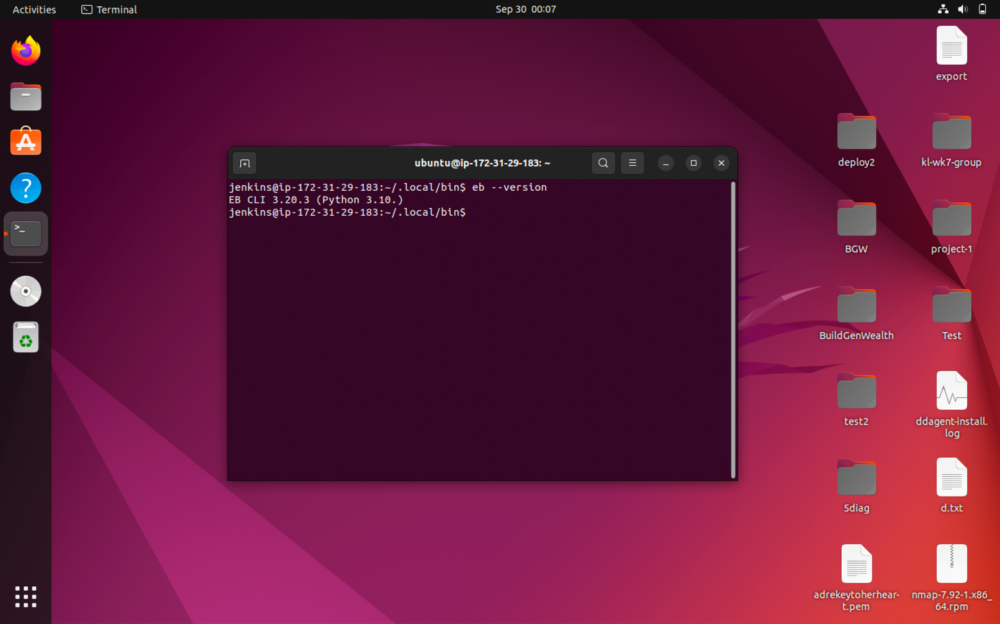 Activities
Terminal
Sep 30 00:07
ubuntu@ip-172-31-29-183: ~
jenkins@ip-172-31-29-183:~/.local/bin$ eb --version
EB CLI 3.20.3 (Python 3.10.)
jenkins@ip-172-31-29-183:~/.local/bin$
export
deploy2
kl-wk7-group
BGW
project-1
BuildGenWealth
Test
test2
ddagent-install.
log
5diag
d.txt
adrekeytoherhear-
t.pem
nmap-7.92-1.x86_
64.rpm